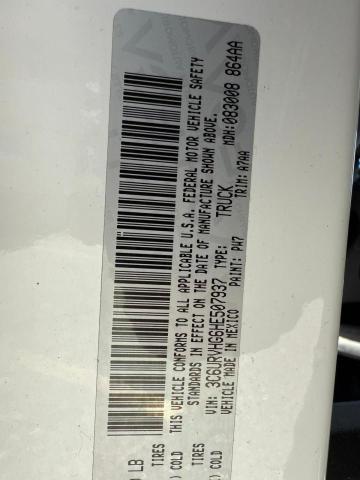 LB
TIRES
COLD
TIRES
COLD
THIS VEHICLE CONFORMS TO ALL APPLICABLE U.S.A. FEDERAL MOTOR VEHICLE SAFETY
STANDARDS IN EFFECT ON THE DATE OF MANUFACTURE SHOWN ABOVE.
VIN: 3C6URVHG6HE507937 TYPE: TRUCK MDH: 083008 864AA
VEHICLE MADE IN MEXICO PAINT: PW7 TRIM: A7AA